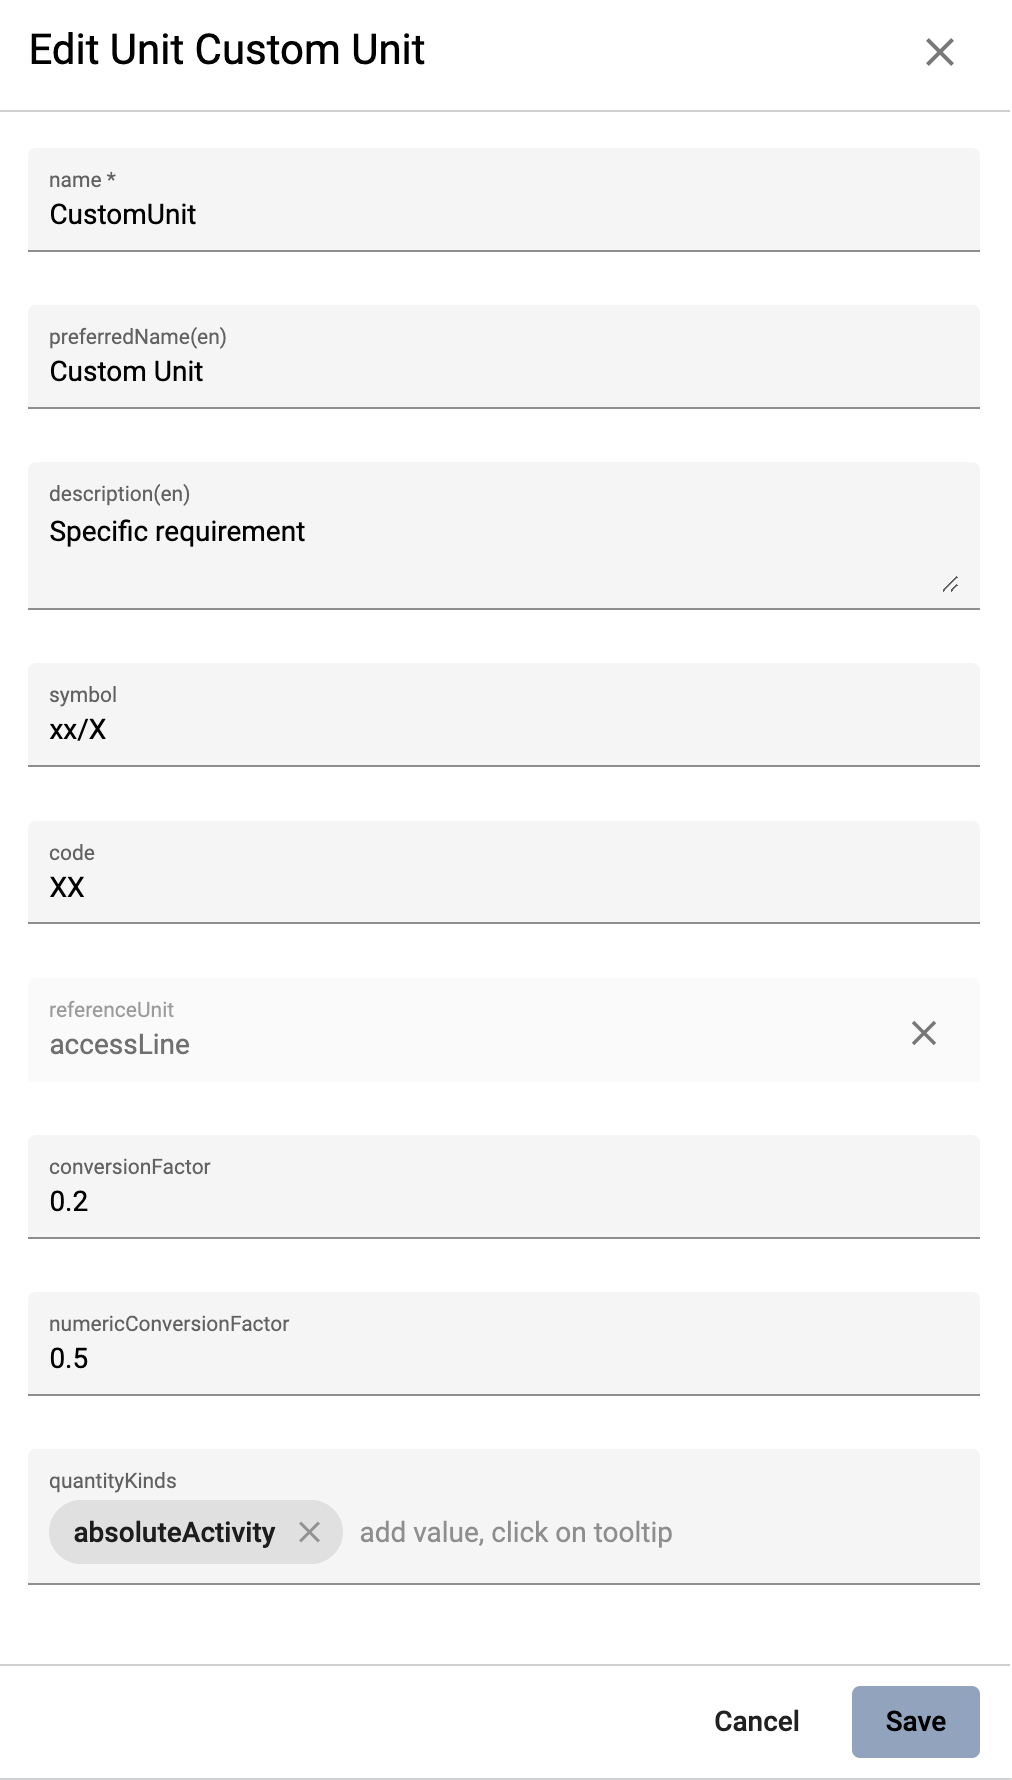 Edit Unit Custom Unit
name *
CustomUnit
preferredName(en)
Custom Unit
description(en)
Specific requirement
symbol
xx/X
code
XX
referenceUnit
accessLine
conversionFactor
0.2
numericConversionFactor
0.5
quantityKinds
absoluteActivity add value, click on tooltip
Cancel Save